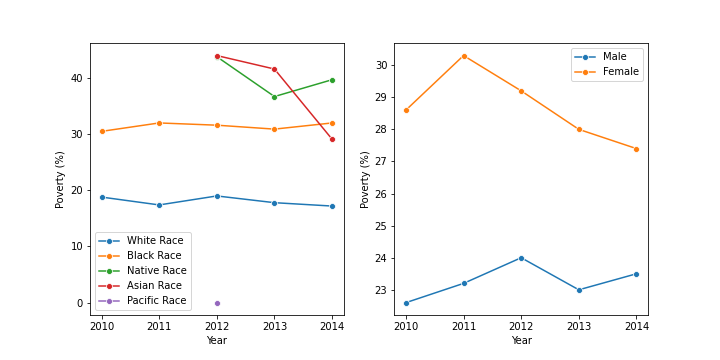 40
30
20
10
0
Poverty (%)
White Race
Black Race
Native Race
Asian Race
Pacific Race
2010 2011 2012 2013 2014
Year
30
29
28
27
26
25
24
23
Poverty (%)
Male
Female
2010 2011 2012 2013 2014
Year